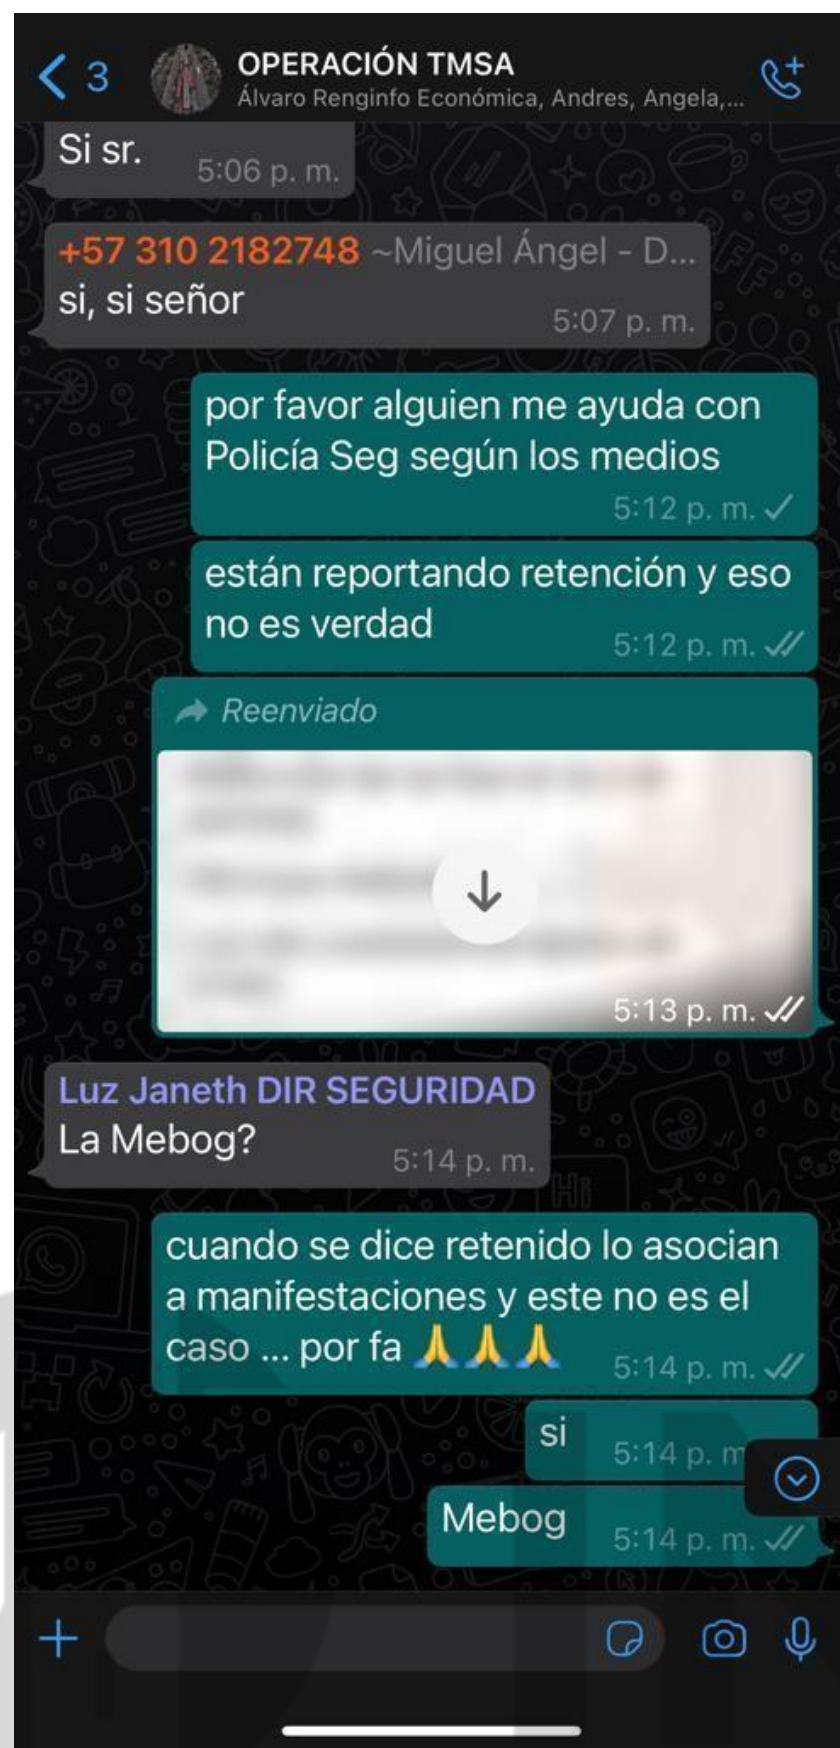 3
OPERACIÓN TMSA
Álvaro Renginfo Económica, Andres, Angela,...
Si sr.
5:06 p. m.
+57 310 2182748 ~Miguel Ángel - D...
si, si señor
5:07 p. m.
por favor alguien me ayuda con
Policía Seg según los medios
5:12 p. m.
están reportando retención y eso
no es verdad
5:12 p. m.
Reenviado
5:13 p. m.
Luz Janeth DIR SEGURIDAD
La Mebog?
5:14 p. m.
cuando se dice retenido lo asocian
a manifestaciones y este no es el
caso ... por fa 🙏🙏🙏
5:14 p. m.
si
5:14 p. m
Mebog
5:14 p. m.